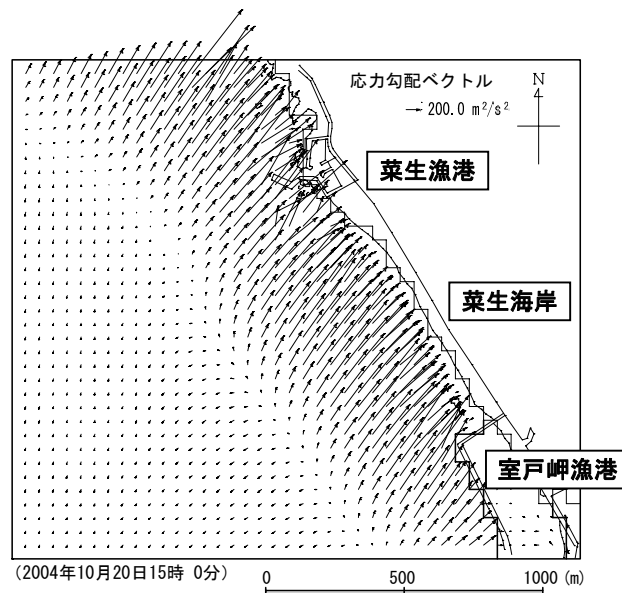 応力勾配ベクトル
N
4
→ 200.0 m²/s²
菜生漁港
菜生海岸
室戸岬漁港
(2004年10月20日15時 0分)
0 500 1000 (m)